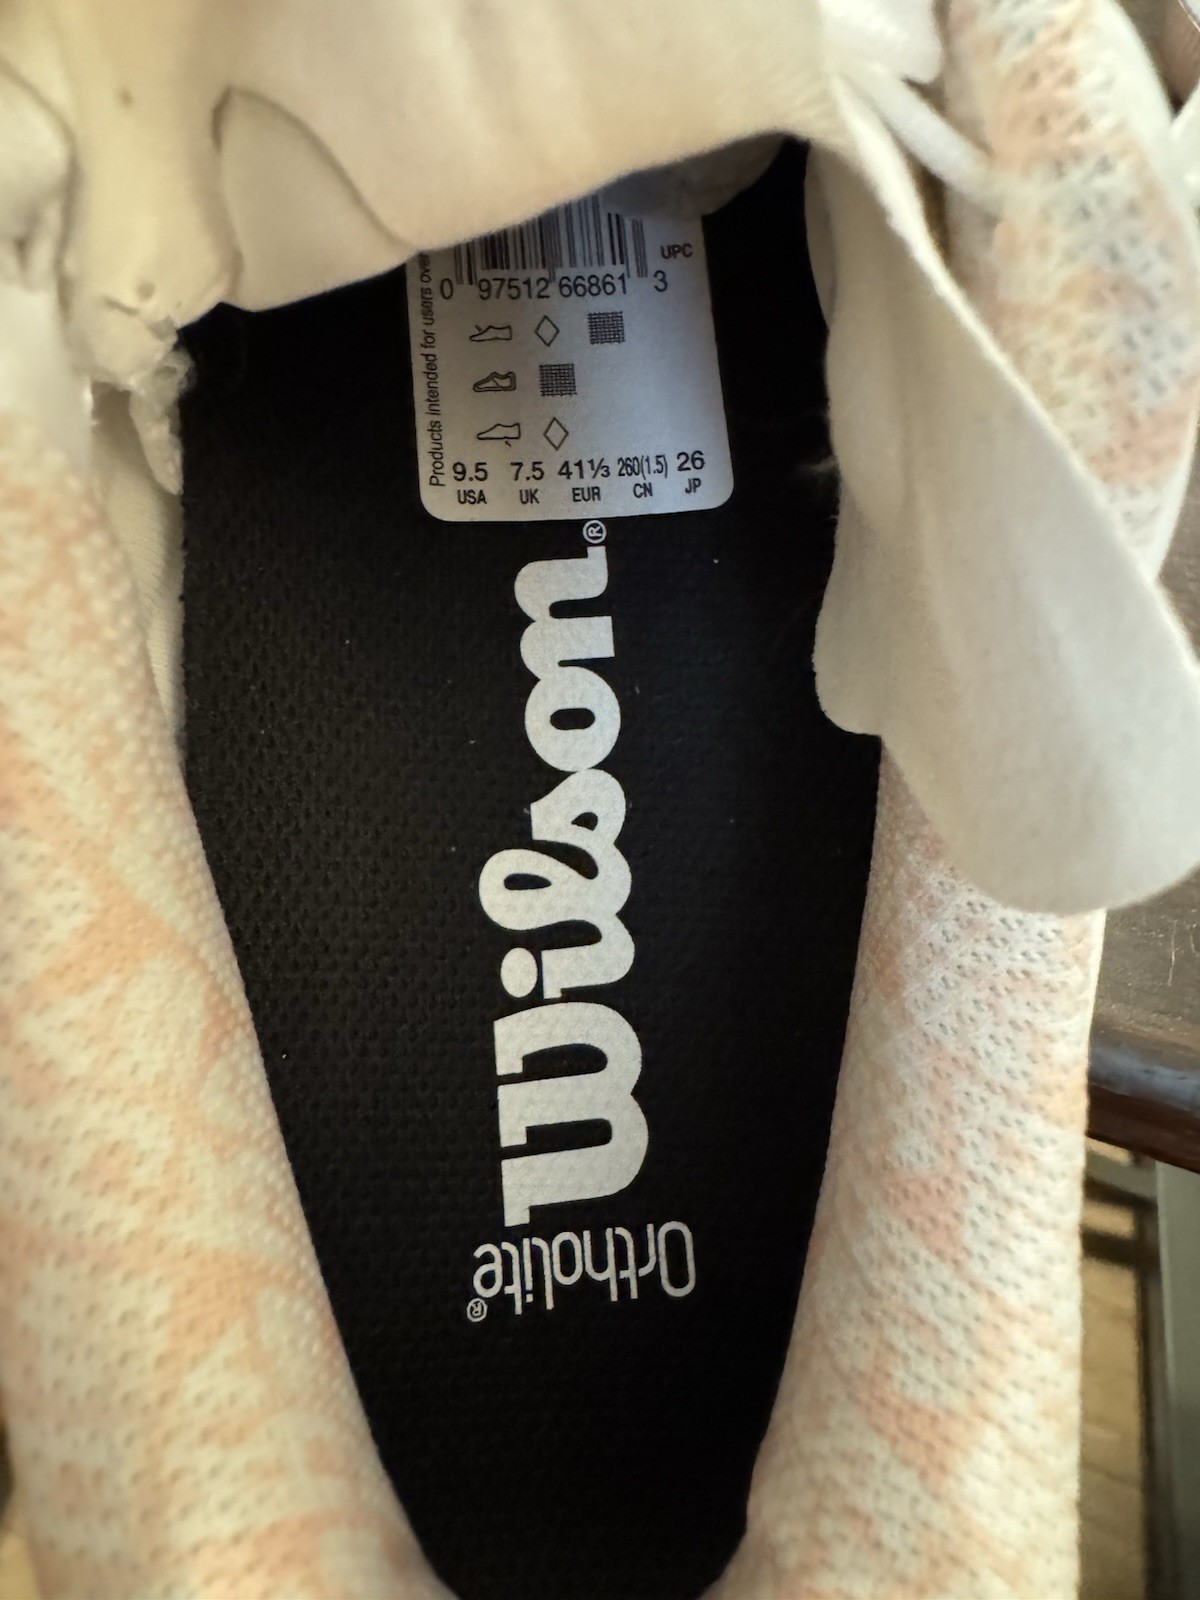 UPC
0 97512 66861 3
Products intended for users over
9.5 7.5 41⅓ 260(1.5) 26
USA UK EUR CN JP
Wilson®
Ortholite®